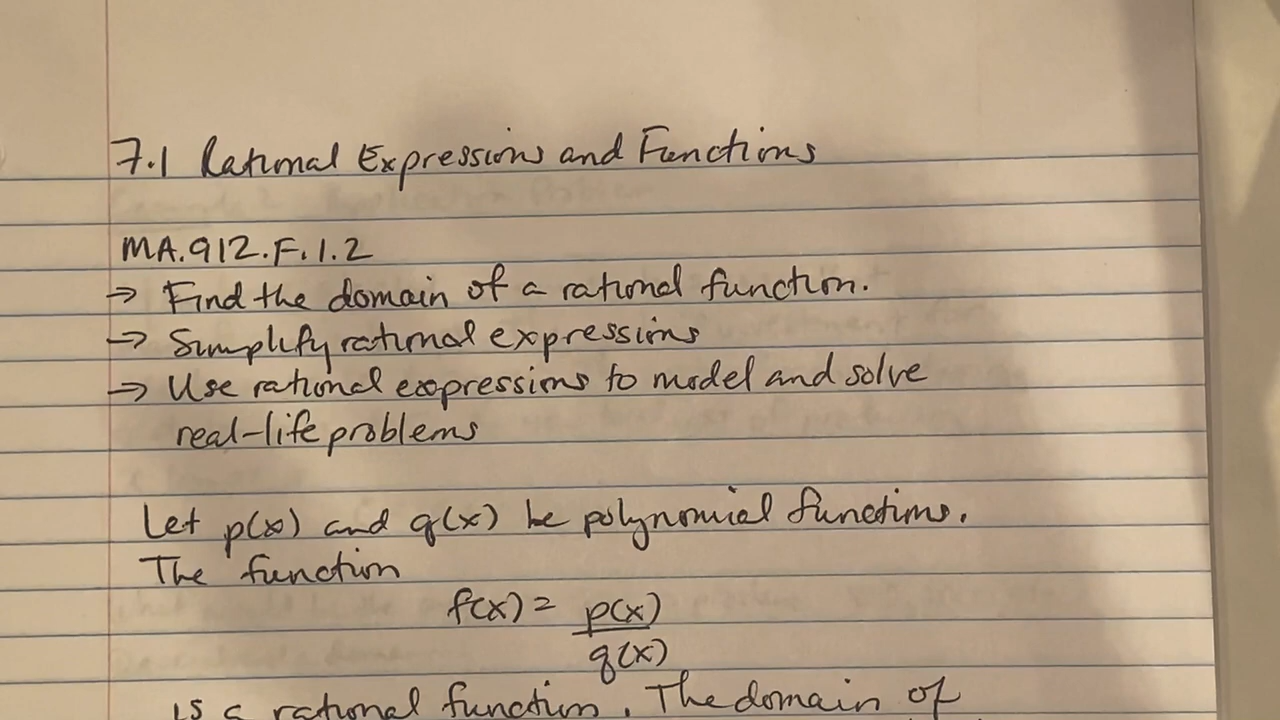 7.1 Rational Expressions and Functions
MA.912.F.1.2
→ Find the domain of a rational function.
→ Simplify rational expressions
→ Use rational expressions to model and solve
real-life problems
Let p(x) and q(x) be polynomial functions.
The function
f(x) = p(x)
q(x)
is a rational function. The domain of